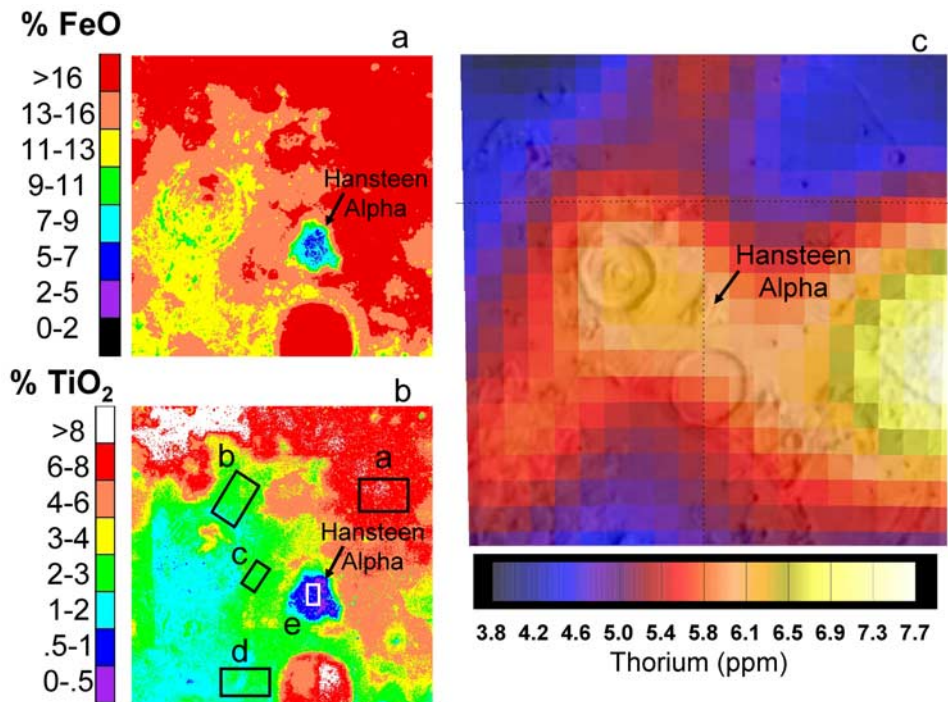 % FeO
a
>16
13-16
11-13
9-11
7-9
5-7
2-5
0-2
Hansteen
Alpha
% TiO₂
b
>8
6-8
4-6
3-4
2-3
1-2
.5-1
0-.5
b
a
c
Hansteen
Alpha
e
d
c
Hansteen
Alpha
3.8 4.2 4.6 5.0 5.4 5.8 6.1 6.5 6.9 7.3 7.7
Thorium (ppm)